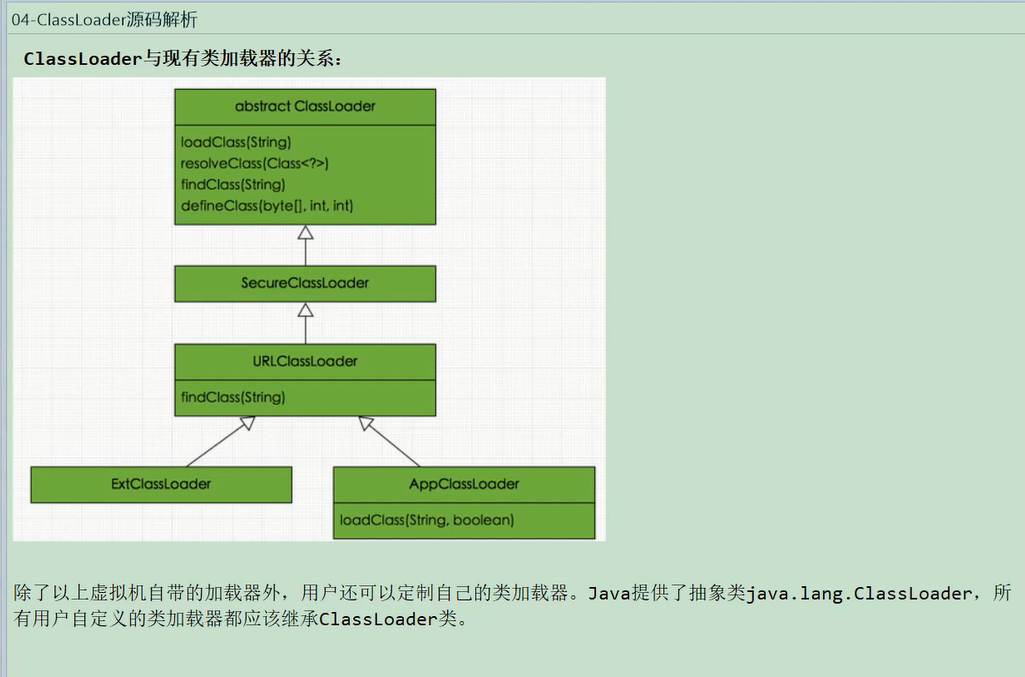 04-ClassLoader源码解析
ClassLoader与现有类加载器的关系:
abstract ClassLoader
loadClass(String)
resolveClass(Class<?>)
findClass(String)
defineClass(byte[], int, int)
SecureClassLoader
URLClassLoader
findClass(String)
ExtClassLoader
AppClassLoader
loadClass(String, boolean)
除了以上虚拟机自带的加载器外，用户还可以定制自己的类加载器。Java提供了抽象类java.lang.ClassLoader，所
有用户自定义的类加载器都应该继承ClassLoader类。